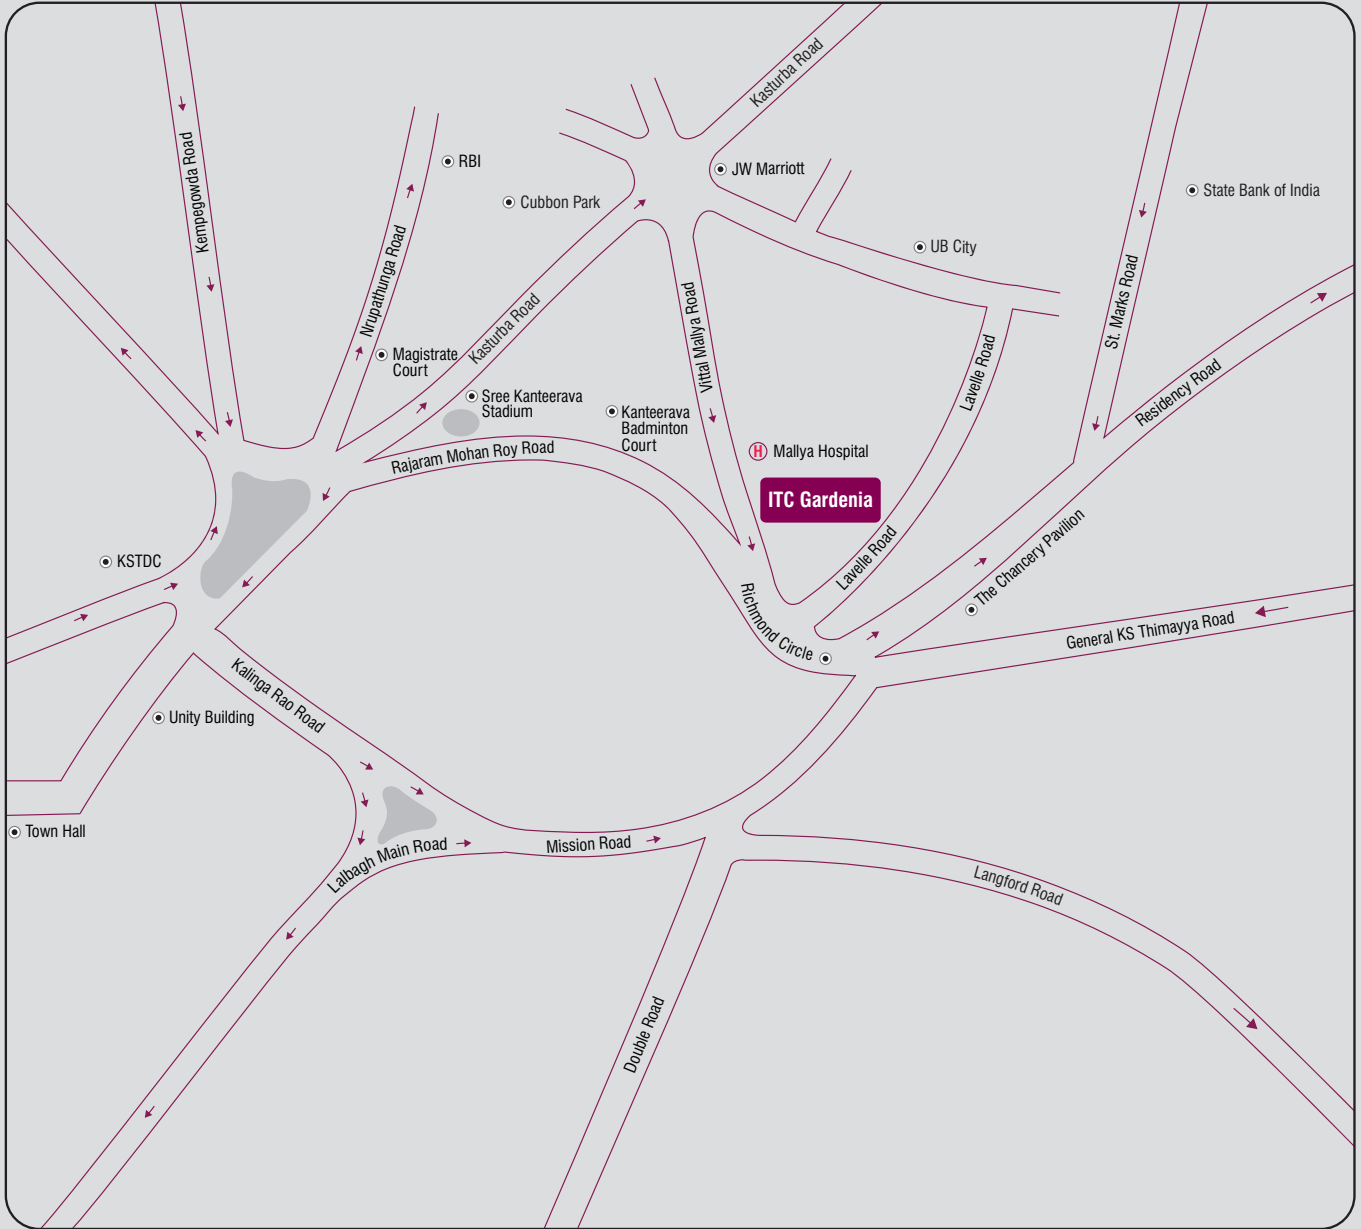 Kasturba Road
Kempegowda Road
RBI
JW Marriott
State Bank of India
Cubbon Park
Nrupathunga Road
UB City
St. Marks Road
Kasturba Road
Vittal Mallya Road
Magistrate
Court
Lavelle Road
Residency Road
Sree Kanteerava
Stadium
Kanteerava
Badminton
Court
Rajaram Mohan Roy Road
H Mallya Hospital
ITC Gardenia
KSTDC
Lavelle Road
The Chancery Pavilion
Richmond Circle
General KS Thimayya Road
Kalinga Rao Road
Unity Building
Town Hall
Lalbagh Main Road
Mission Road
Langford Road
Double Road